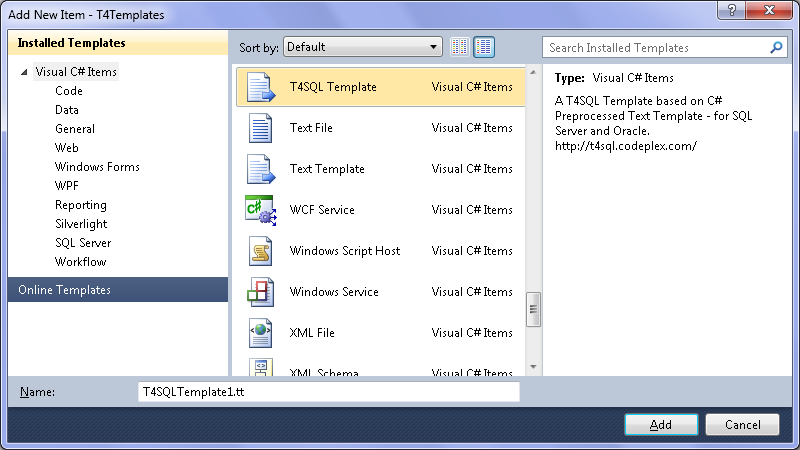 Add New Item - T4Templates
Installed Templates
Visual C# Items
Code
Data
General
Web
Windows Forms
WPF
Reporting
Silverlight
SQL Server
Workflow
Online Templates
Sort by: Default
T4SQL Template Visual C# Items
Text File Visual C# Items
Text Template Visual C# Items
C# WCF Service Visual C# Items
Windows Script Host Visual C# Items
Windows Service Visual C# Items
XML File Visual C# Items
XML Schema Visual C# Items
Search Installed Templates
Type: Visual C# Items
A T4SQL Template based on C#
Preprocessed Text Template - for SQL
Server and Oracle.
http://t4sql.codeplex.com/
Name: T4SQLTemplate1.tt
Add Cancel